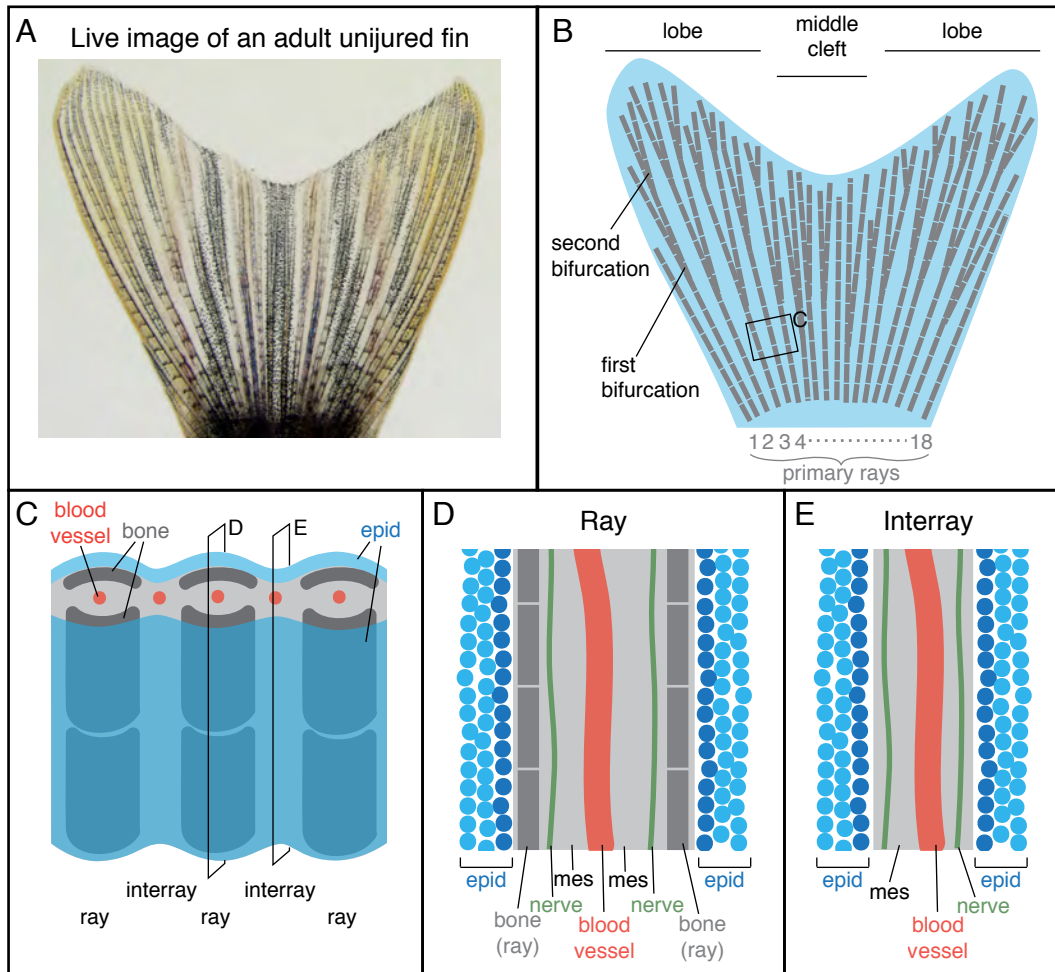 A
Live image of an adult unijured fin
B
lobe
middle
cleft
lobe
second
bifurcation
first
bifurcation
C
1 2 3 4 ············· 18
primary rays
C
blood
vessel
bone
D
E
epid
interray
interray
ray
ray
ray
D
Ray
epid
mes
mes
epid
nerve
nerve
bone
(ray)
blood
vessel
bone
(ray)
E
Interray
epid
mes
epid
nerve
blood
vessel